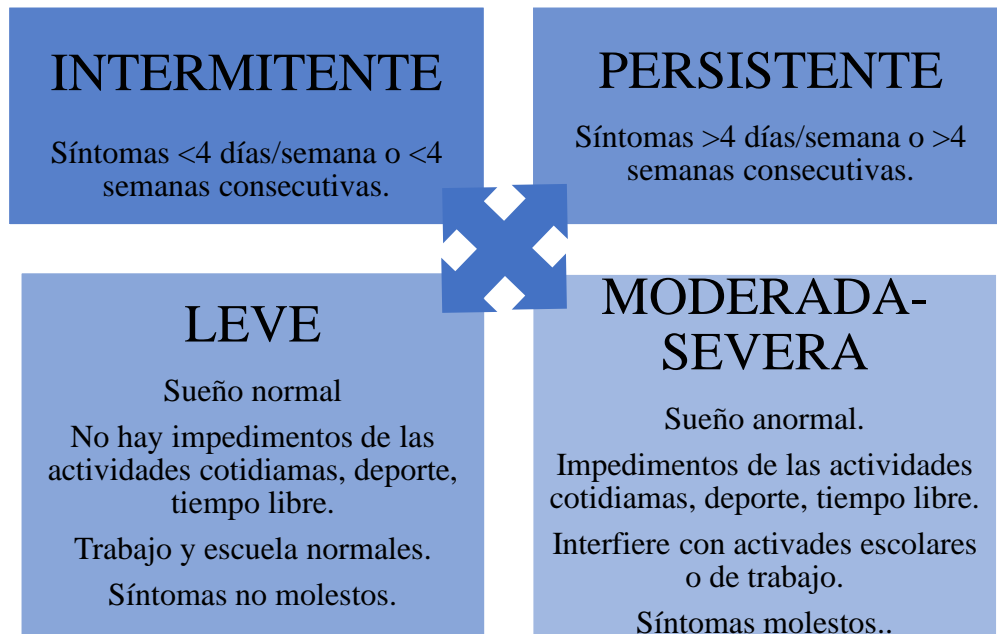 INTERMITENTE
Síntomas <4 días/semana o <4
semanas consecutivas.
PERSISTENTE
Síntomas >4 días/semana o >4
semanas consecutivas.
LEVE
Sueño normal
No hay impedimentos de las
actividades cotidiamas, deporte,
tiempo libre.
Trabajo y escuela normales.
Síntomas no molestos.
MODERADA-
SEVERA
Sueño anormal.
Impedimentos de las actividades
cotidiamas, deporte, tiempo libre.
Interfiere con activades escolares
o de trabajo.
Síntomas molestos..